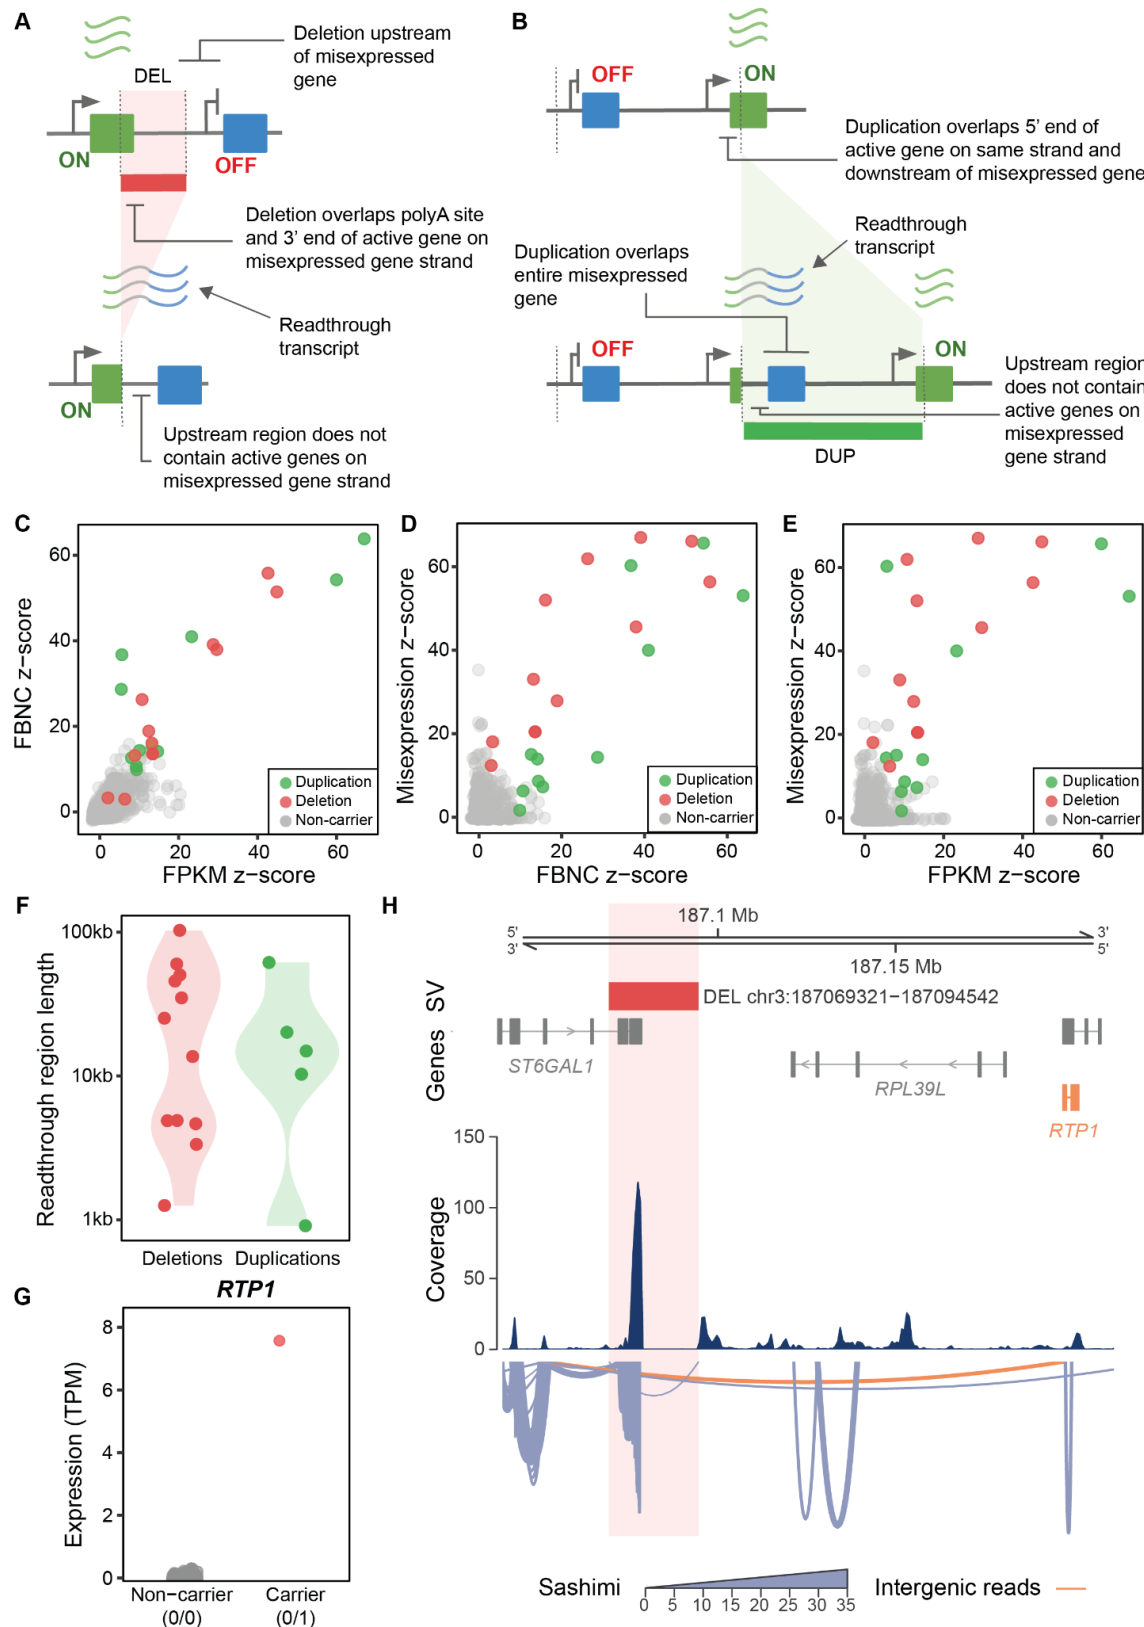 A
Deletion upstream
of misexpressed
gene
DEL
ON
OFF
Deletion overlaps polyA site
and 3' end of active gene on
misexpressed gene strand
Readthrough
transcript
ON
Upstream region does not
contain active genes on
misexpressed gene strand
B
OFF
ON
Duplication overlaps 5' end of
active gene on same strand and
downstream of misexpressed gene
Duplication overlaps
entire misexpressed
gene
Readthrough
transcript
OFF
ON
Upstream region
does not contain
active genes on
misexpressed
gene strand
DUP
C
FBNC z−score
60
40
20
0
0 20 40 60
FPKM z−score
Duplication
Deletion
Non−carrier
D
Misexpression z−score
60
40
20
0
0 20 40 60
FBNC z−score
Duplication
Deletion
Non−carrier
E
Misexpression z−score
60
40
20
0
0 20 40 60
FPKM z−score
Duplication
Deletion
Non−carrier
F
Readthrough region length
100kb
10kb
1kb
Deletions Duplications
G
RTP1
Expression (TPM)
8
6
4
2
0
Non−carrier
(0/0)
Carrier
(0/1)
H
187.1 Mb
5' 3'
3' 5'
187.15 Mb
SV
DEL chr3:187069321−187094542
Genes
ST6GAL1
RPL39L
RTP1
Coverage
150
100
50
0
Sashimi
0 5 10 15 20 25 35
Intergenic reads